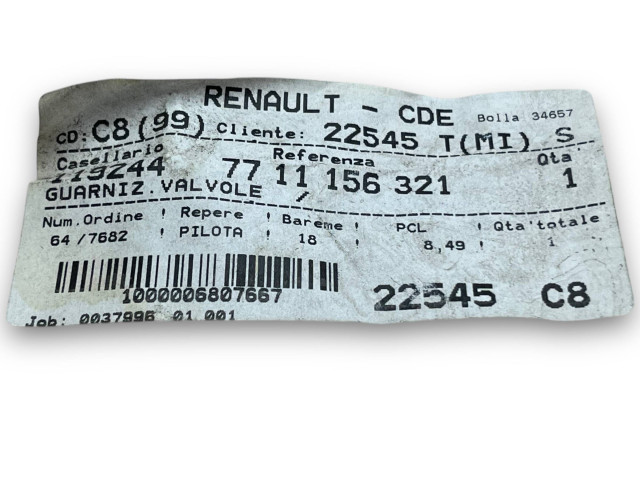 RENAULT - CDE Bolla 34657
CD: C8(99) Cliente: 22545 T(MI) S
Casellario Referenza Qta
119244 77 11 156 321 1
GUARNIZ.VALVOLE /
Num.Ordine ! Repere ! Bareme ! PCL ! Qta'totale
64/7682 ! PILOTA ! 18 ! 8,49 ! 1
1000006807667 22545 C8
Job: 0037996 01 001